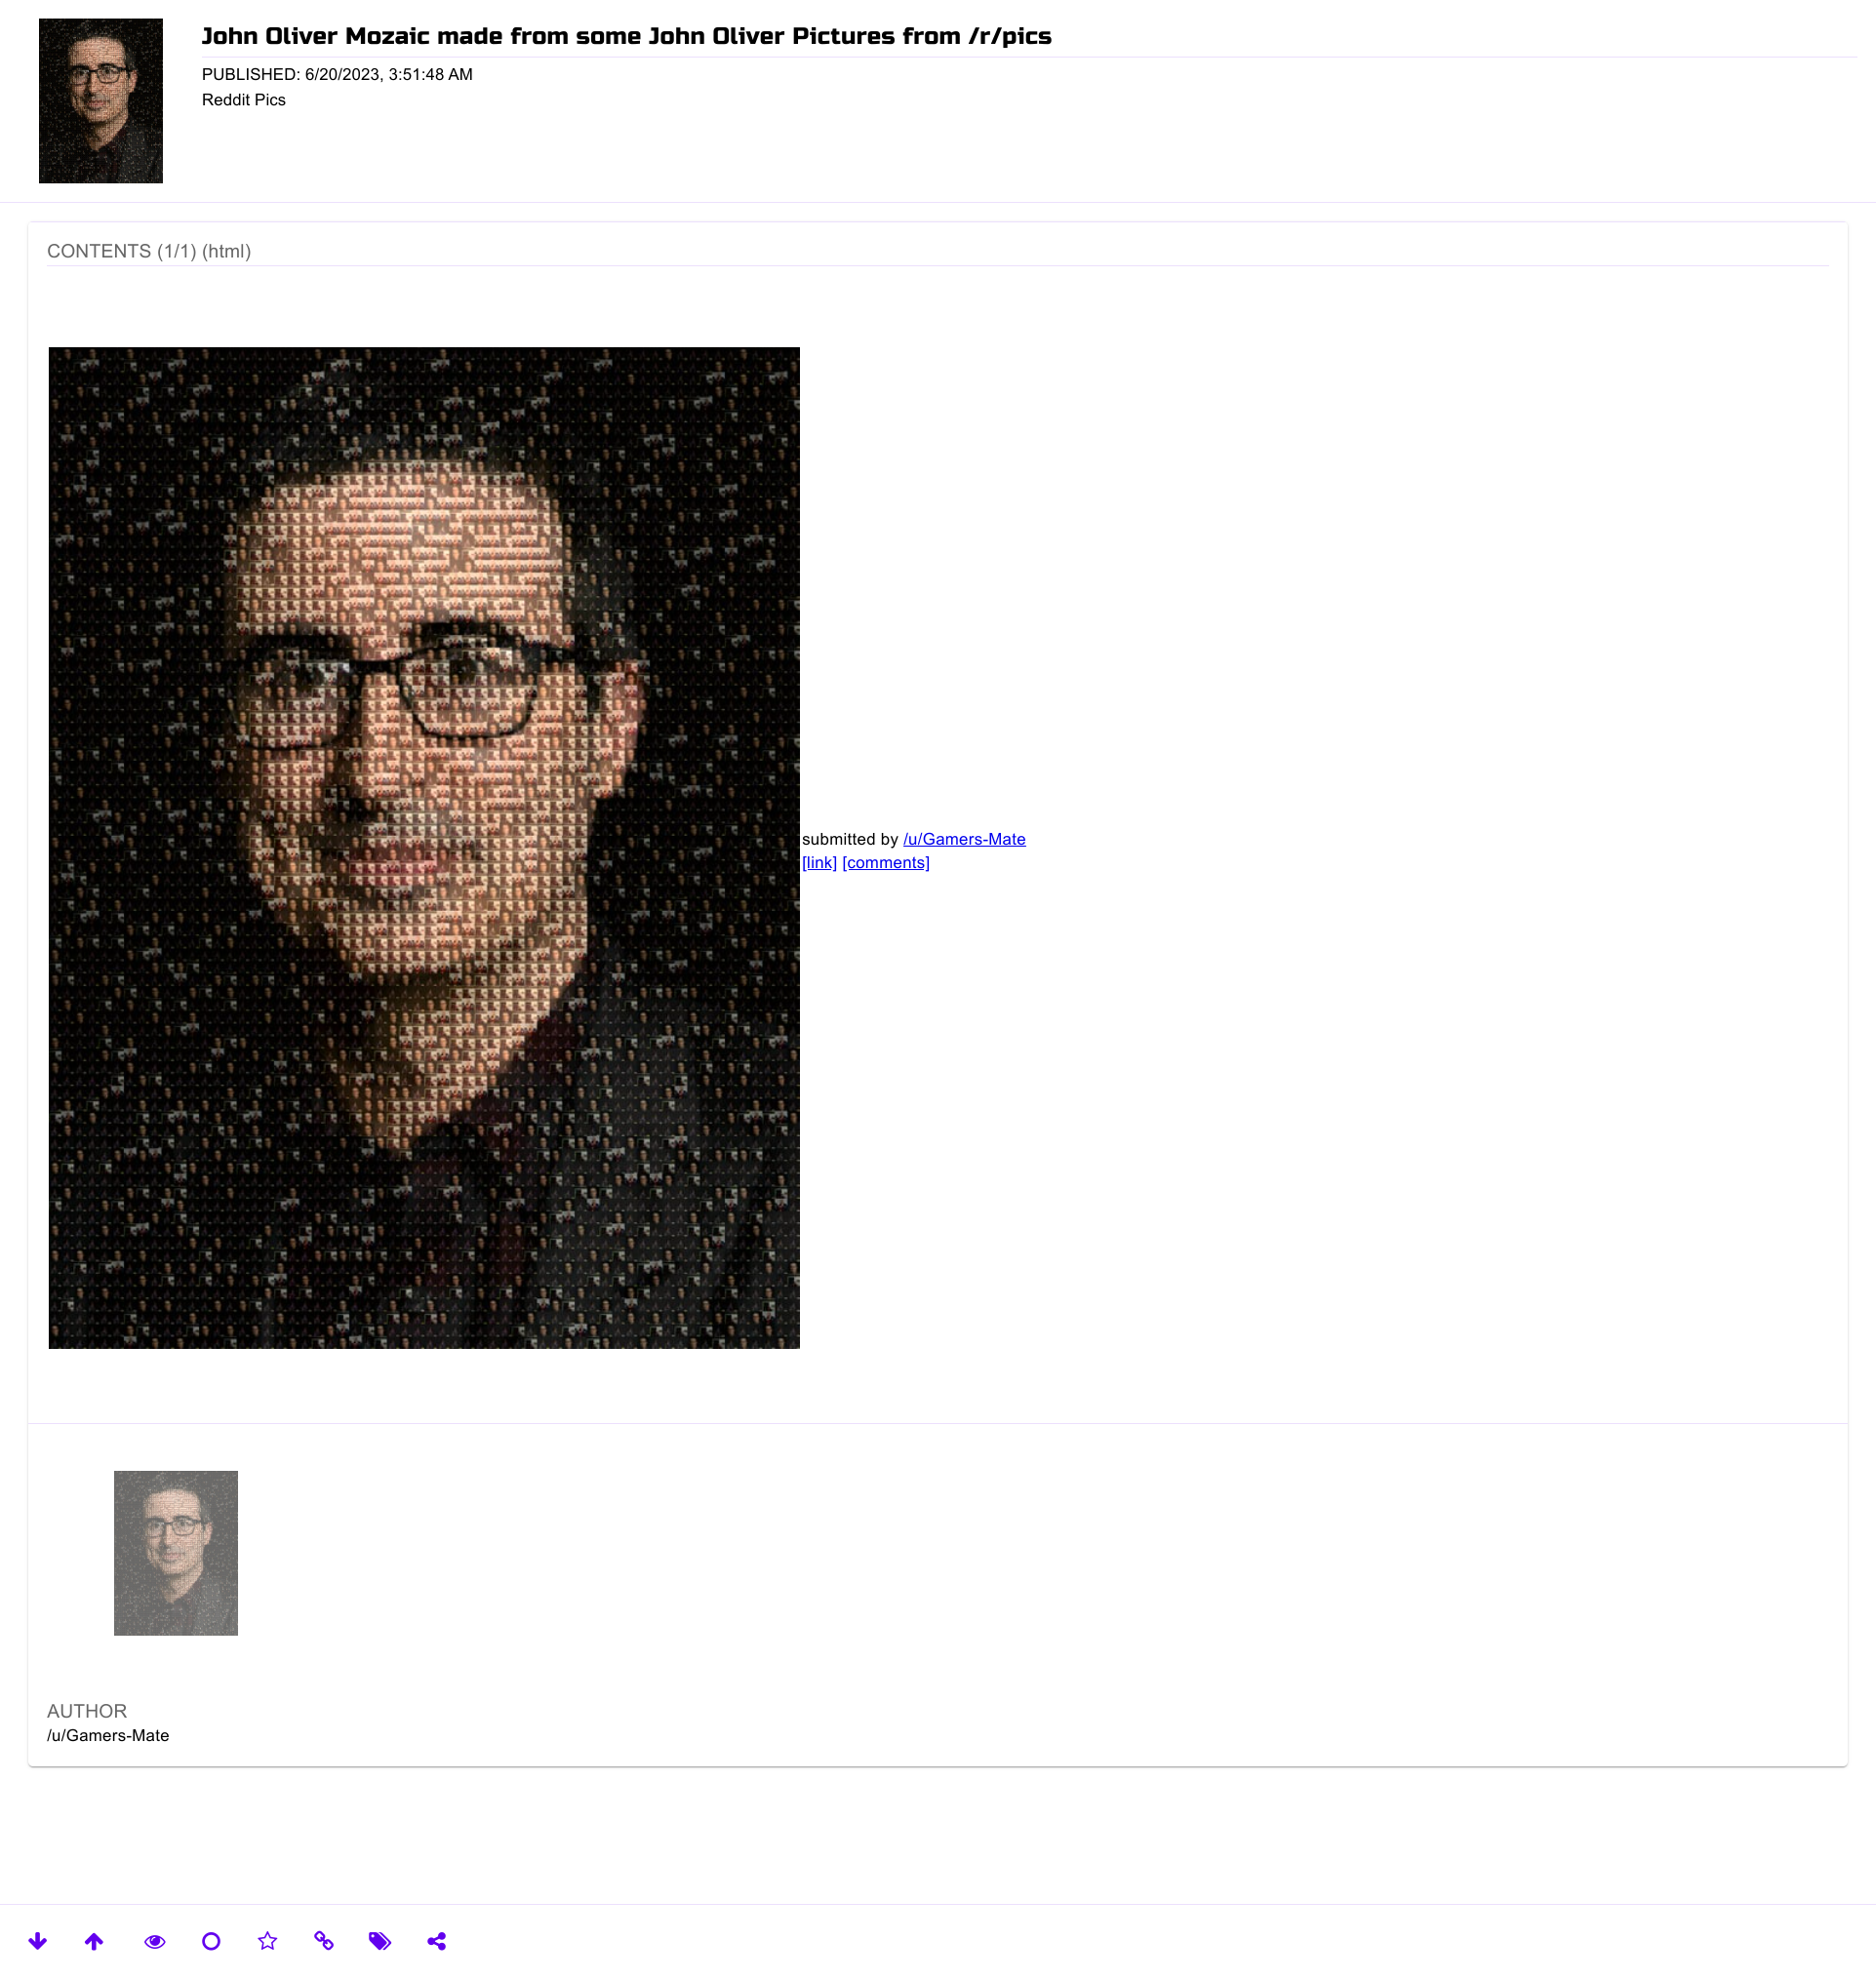 John Oliver Mozaic made from some John Oliver Pictures from /r/pics
PUBLISHED: 6/20/2023, 3:51:48 AM
Reddit Pics
CONTENTS (1/1) (html)
submitted by /u/Gamers-Mate
[link] [comments]
AUTHOR
/u/Gamers-Mate